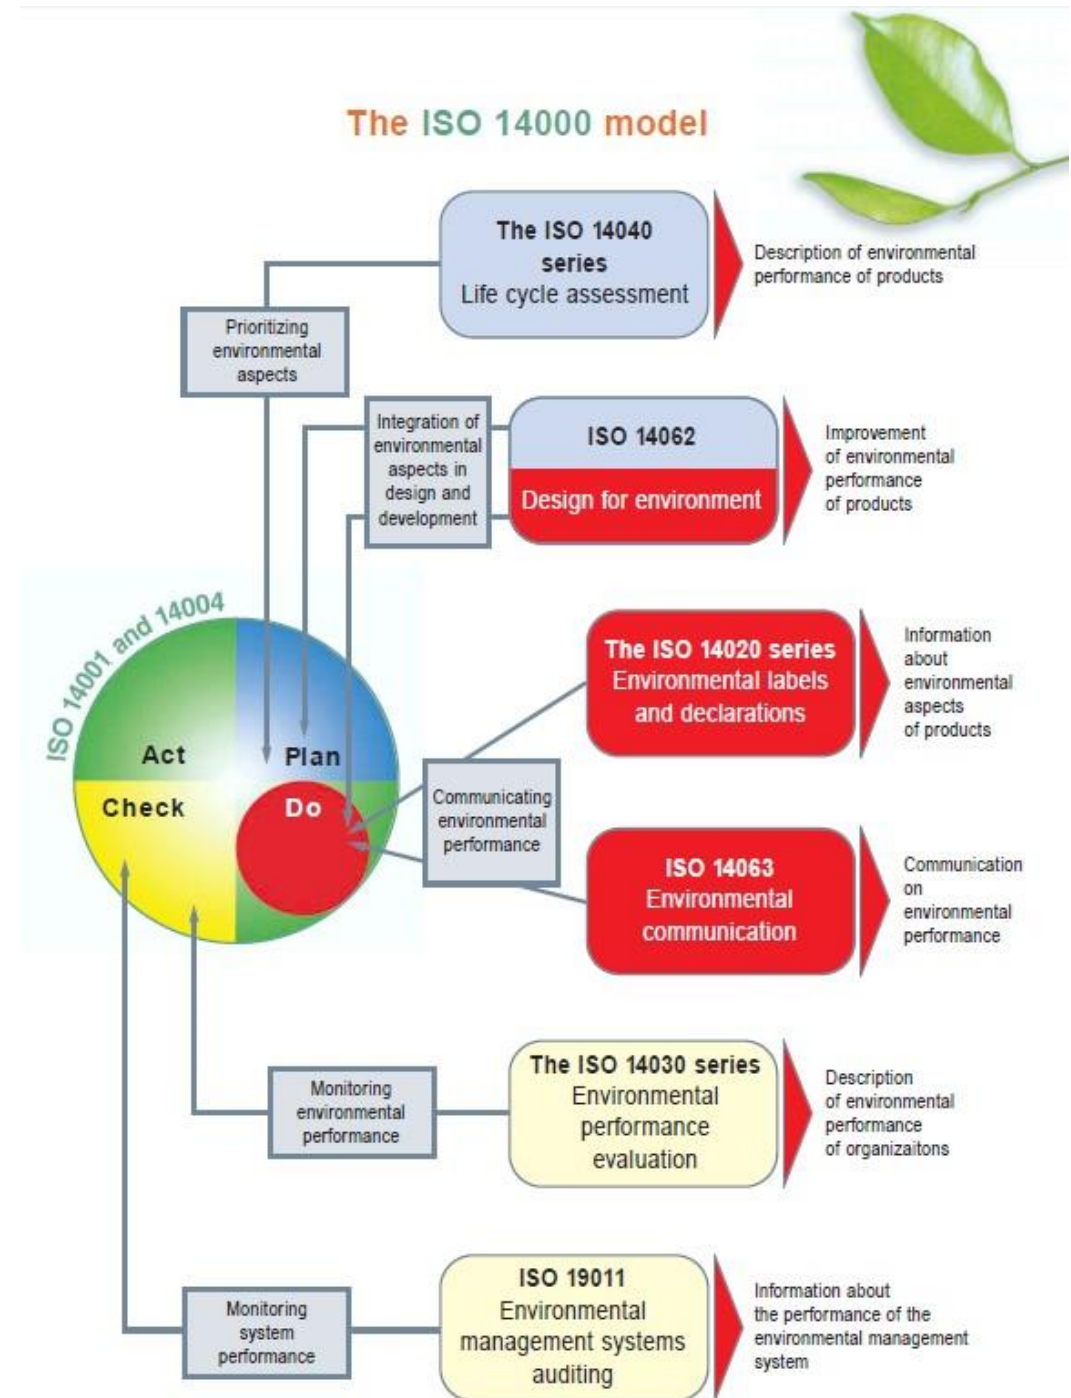 The ISO 14000 model
The ISO 14040
series
Life cycle assessment
Description of environmental
performance of products
Prioritizing
environmental
aspects
Integration of
environmental
aspects in
design and
development
ISO 14062
Design for environment
Improvement
of environmental
performance
of products
ISO 14001 and 14004
Act
Plan
Check
Do
The ISO 14020 series
Environmental labels
and declarations
Information
about
environmental
aspects
of products
Communicating
environmental
performance
ISO 14063
Environmental
communication
Communication
on
environmental
performance
Monitoring
environmental
performance
The ISO 14030 series
Environmental
performance
evaluation
Description
of environmental
performance
of organizaitons
Monitoring
system
performance
ISO 19011
Environmental
management systems
auditing
Information about
the performance of the
environmental management
system